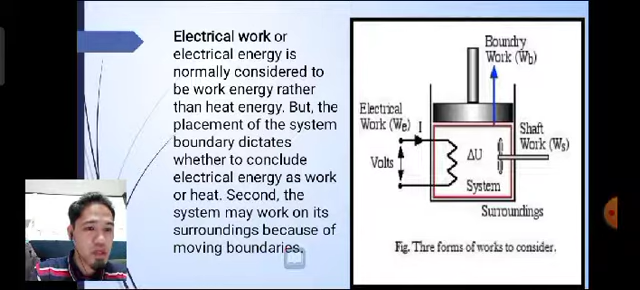 Electrical work or
electrical energy is
normally considered to
be work energy rather
than heat energy. But, the
placement of the system
boundary dictates
whether to conclude
electrical energy as work
or heat. Second, the
system may work on its
surroundings because of
moving boundaries.
Boundry
Work (Wb)
Electrical
Work (We)
I
Shaft
Work (Ws)
Volts
ΔU
System
Surroundings
Fig. Thre forms of works to consider.